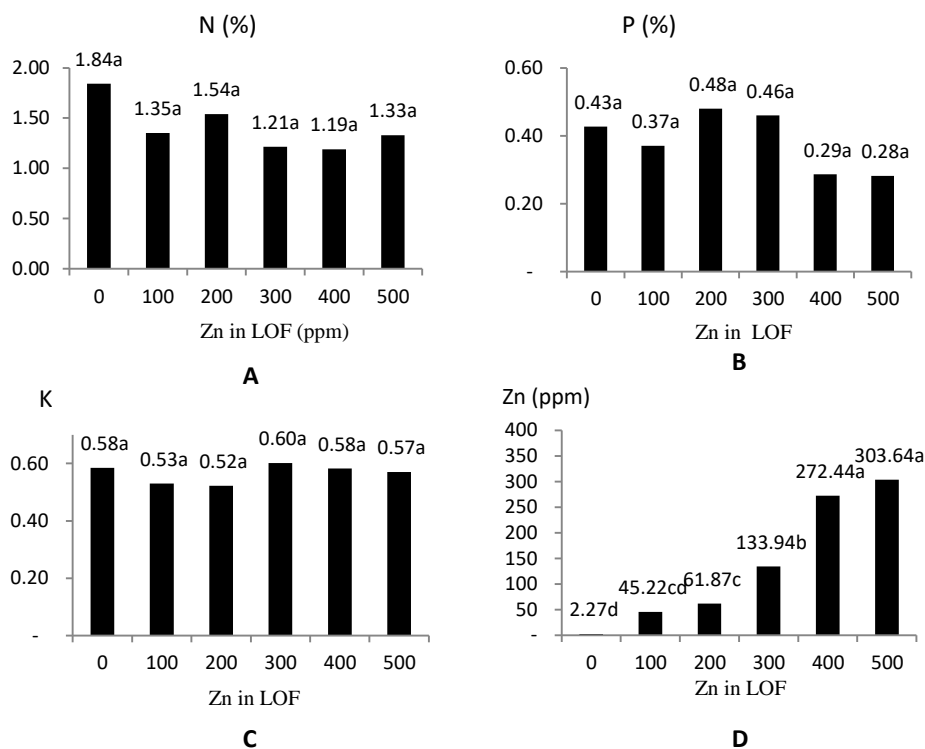 N (%)
1.84a
1.35a
1.54a
1.21a
1.19a
1.33a
2.00
1.50
1.00
0.50
0.00
0 100 200 300 400 500
Zn in LOF (ppm)
A
P (%)
0.43a
0.37a
0.48a
0.46a
0.29a
0.28a
0.60
0.40
0.20
-
0 100 200 300 400 500
Zn in LOF
B
K
0.58a
0.53a
0.52a
0.60a
0.58a
0.57a
0.60
0.20
-
0 100 200 300 400 500
Zn in LOF
C
Zn (ppm)
2.27d
45.22cd
61.87c
133.94b
272.44a
303.64a
400
350
300
250
200
150
100
50
-
0 100 200 300 400 500
Zn in LOF
D